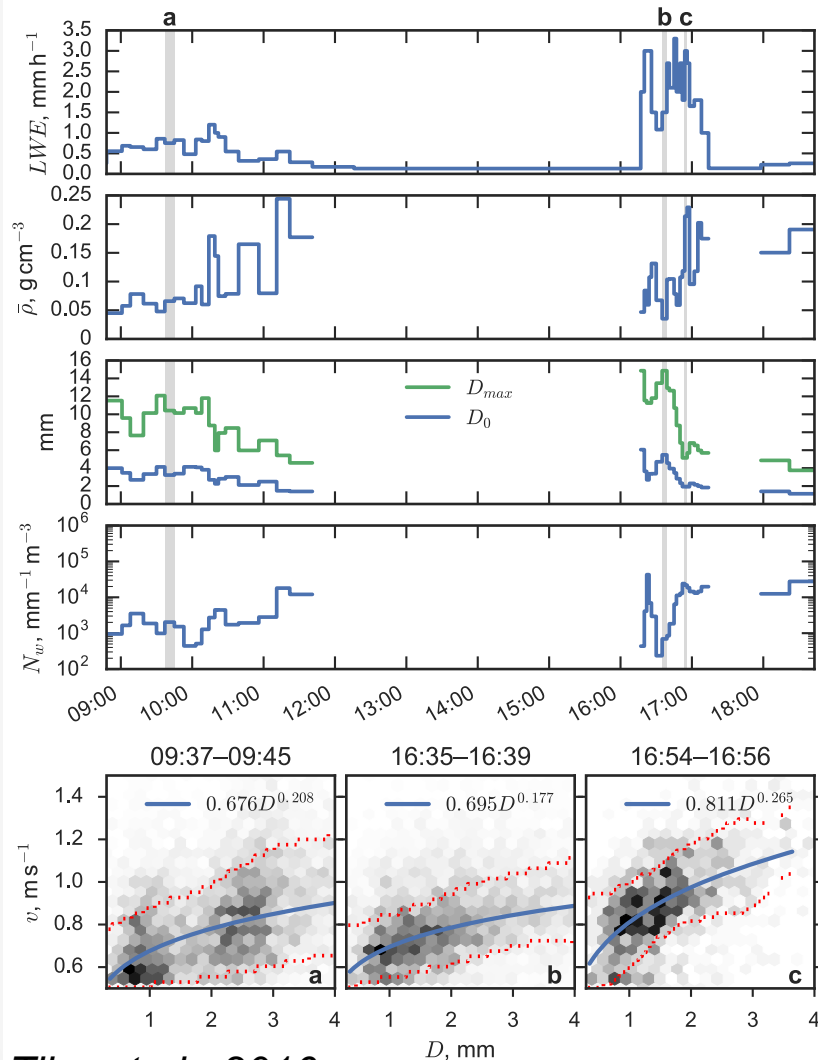 a b c
LWE, mm h⁻¹
3.5
3.0
2.5
2.0
1.5
1.0
0.5
0.0
ρ̄, g cm⁻³
0.25
0.2
0.15
0.1
0.05
0
mm
16
14
12
10
8
6
4
2
0
D_max
D_0
N_w, mm⁻¹ m⁻³
10⁶
10⁵
10⁴
10³
10²
09:00 10:00 11:00 12:00 13:00 14:00 15:00 16:00 17:00 18:00
09:37–09:45 16:35–16:39 16:54–16:56
v, m s⁻¹
1.4
1.2
1.0
0.8
0.6
0.676D^0.208 0.695D^0.177 0.811D^0.265
a b c
1 2 3 4 1 2 3 4 1 2 3 4
D, mm